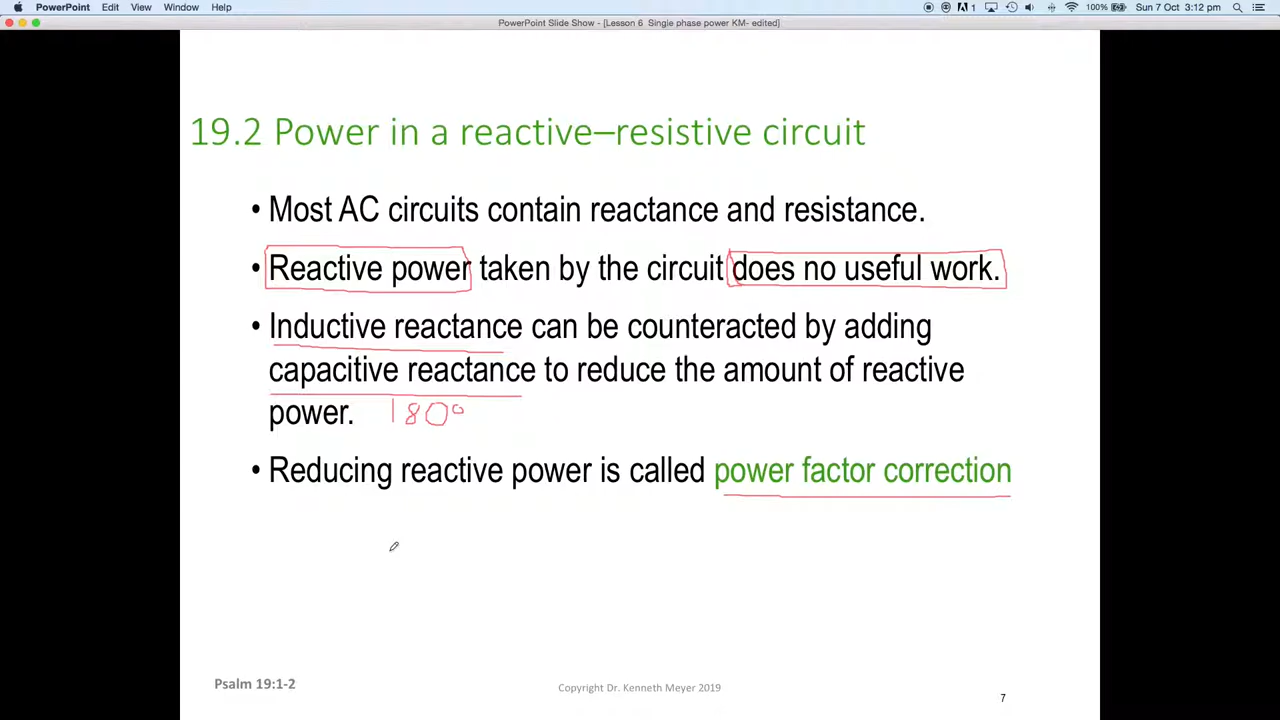 PowerPoint Edit View Window Help 1 100% Sun 7 Oct 3:12 pm
PowerPoint Slide Show - [Lesson 6 Single phase power KM- edited]
19.2 Power in a reactive–resistive circuit
• Most AC circuits contain reactance and resistance.
• Reactive power taken by the circuit does no useful work.
• Inductive reactance can be counteracted by adding
capacitive reactance to reduce the amount of reactive
power. 180°
• Reducing reactive power is called power factor correction
Psalm 19:1-2
Copyright Dr. Kenneth Meyer 2019
7